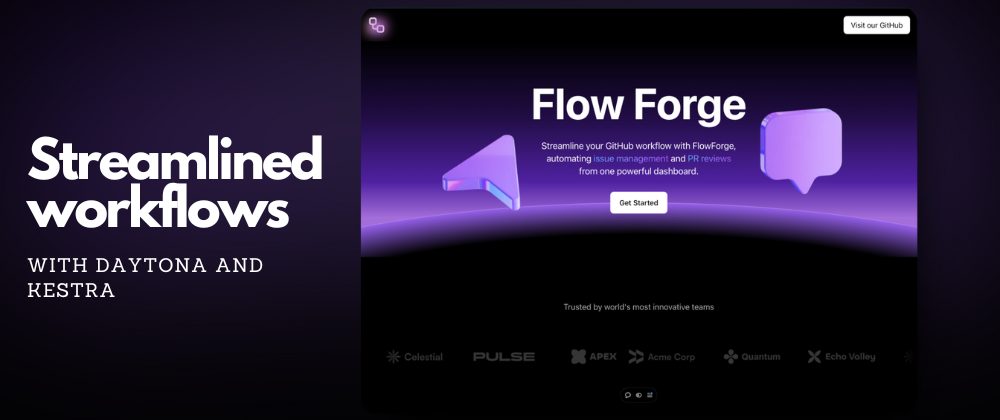 Streamlined
workflows
WITH DAYTONA AND
KESTRA
Visit our GitHub
Flow Forge
Streamline your GitHub workflow with FlowForge,
automating issue management and PR reviews
from one powerful dashboard.
Get Started
Trusted by world's most innovative teams
Celestial PULSE APEX Acme Corp Quantum Echo Valley